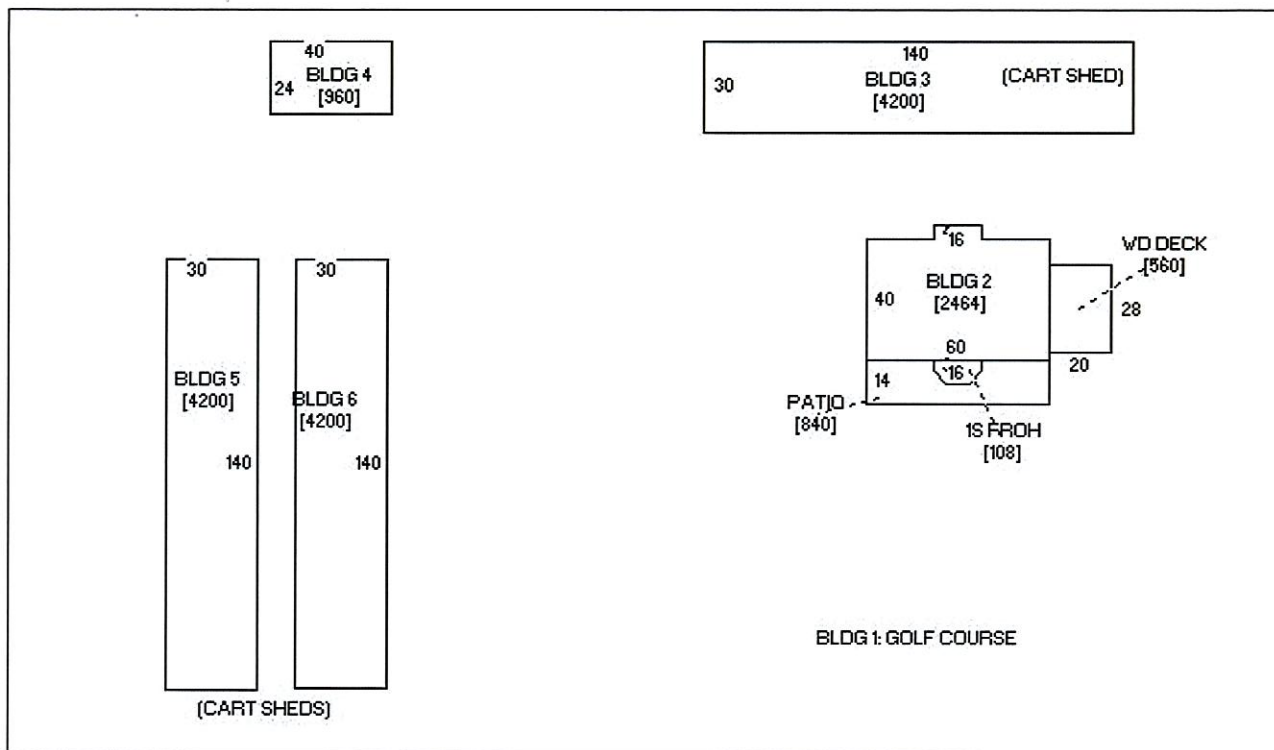 40
BLDG 4
24
[960]
140
BLDG 3
(CART SHED)
30
[4200]
16
WD DECK
[560]
BLDG 2
[2464]
40
28
60
20
16
14
PATIO
[840]
1S FROH
[108]
30
30
BLDG 5
[4200]
BLDG 6
[4200]
140
140
BLDG 1: GOLF COURSE
(CART SHEDS)